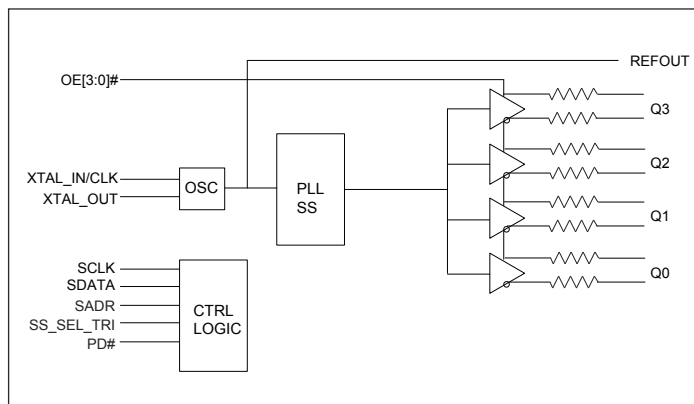 REFOUT
OE[3:0]#
Q3
Q2
XTAL_IN/CLK
OSC
PLL
SS
XTAL_OUT
Q1
SCLK
SDATA
SADR
SS_SEL_TRI
PD#
CTRL
LOGIC
Q0